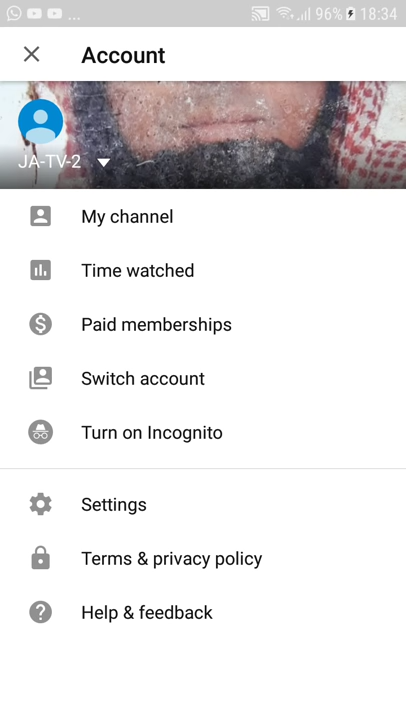 ... 96% 18:34
Account
JA-TV-2
My channel
Time watched
Paid memberships
Switch account
Turn on Incognito
Settings
Terms & privacy policy
Help & feedback